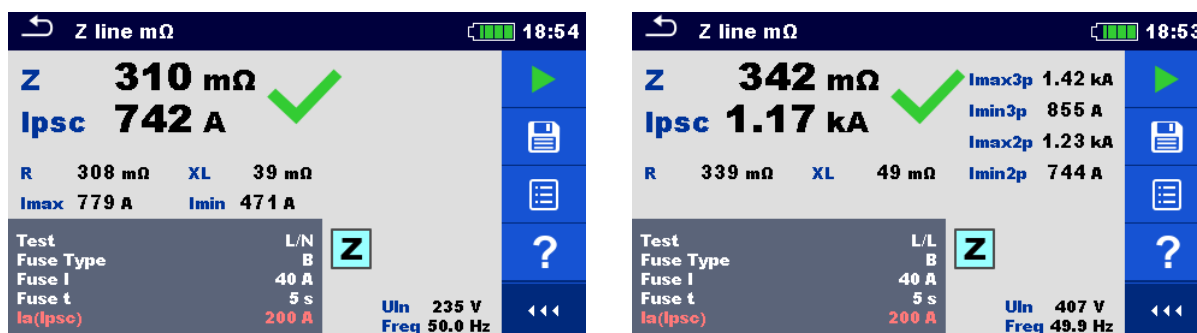 Z line mΩ 18:54
Z 310 mΩ
Ipsc 742 A
R 308 mΩ XL 39 mΩ
Imax 779 A Imin 471 A
Test L/N
Fuse Type B
Fuse I 40 A
Fuse t 5 s
Ia(Ipsc) 200 A
Z
Uln 235 V
Freq 50.0 Hz
?
Z line mΩ 18:53
Z 342 mΩ
Ipsc 1.17 kA
Imax3p 1.42 kA
Imin3p 855 A
Imax2p 1.23 kA
Imin2p 744 A
R 339 mΩ XL 49 mΩ
Test L/L
Fuse Type B
Fuse I 40 A
Fuse t 5 s
Ia(Ipsc) 200 A
Z
Uln 407 V
Freq 49.9 Hz
?